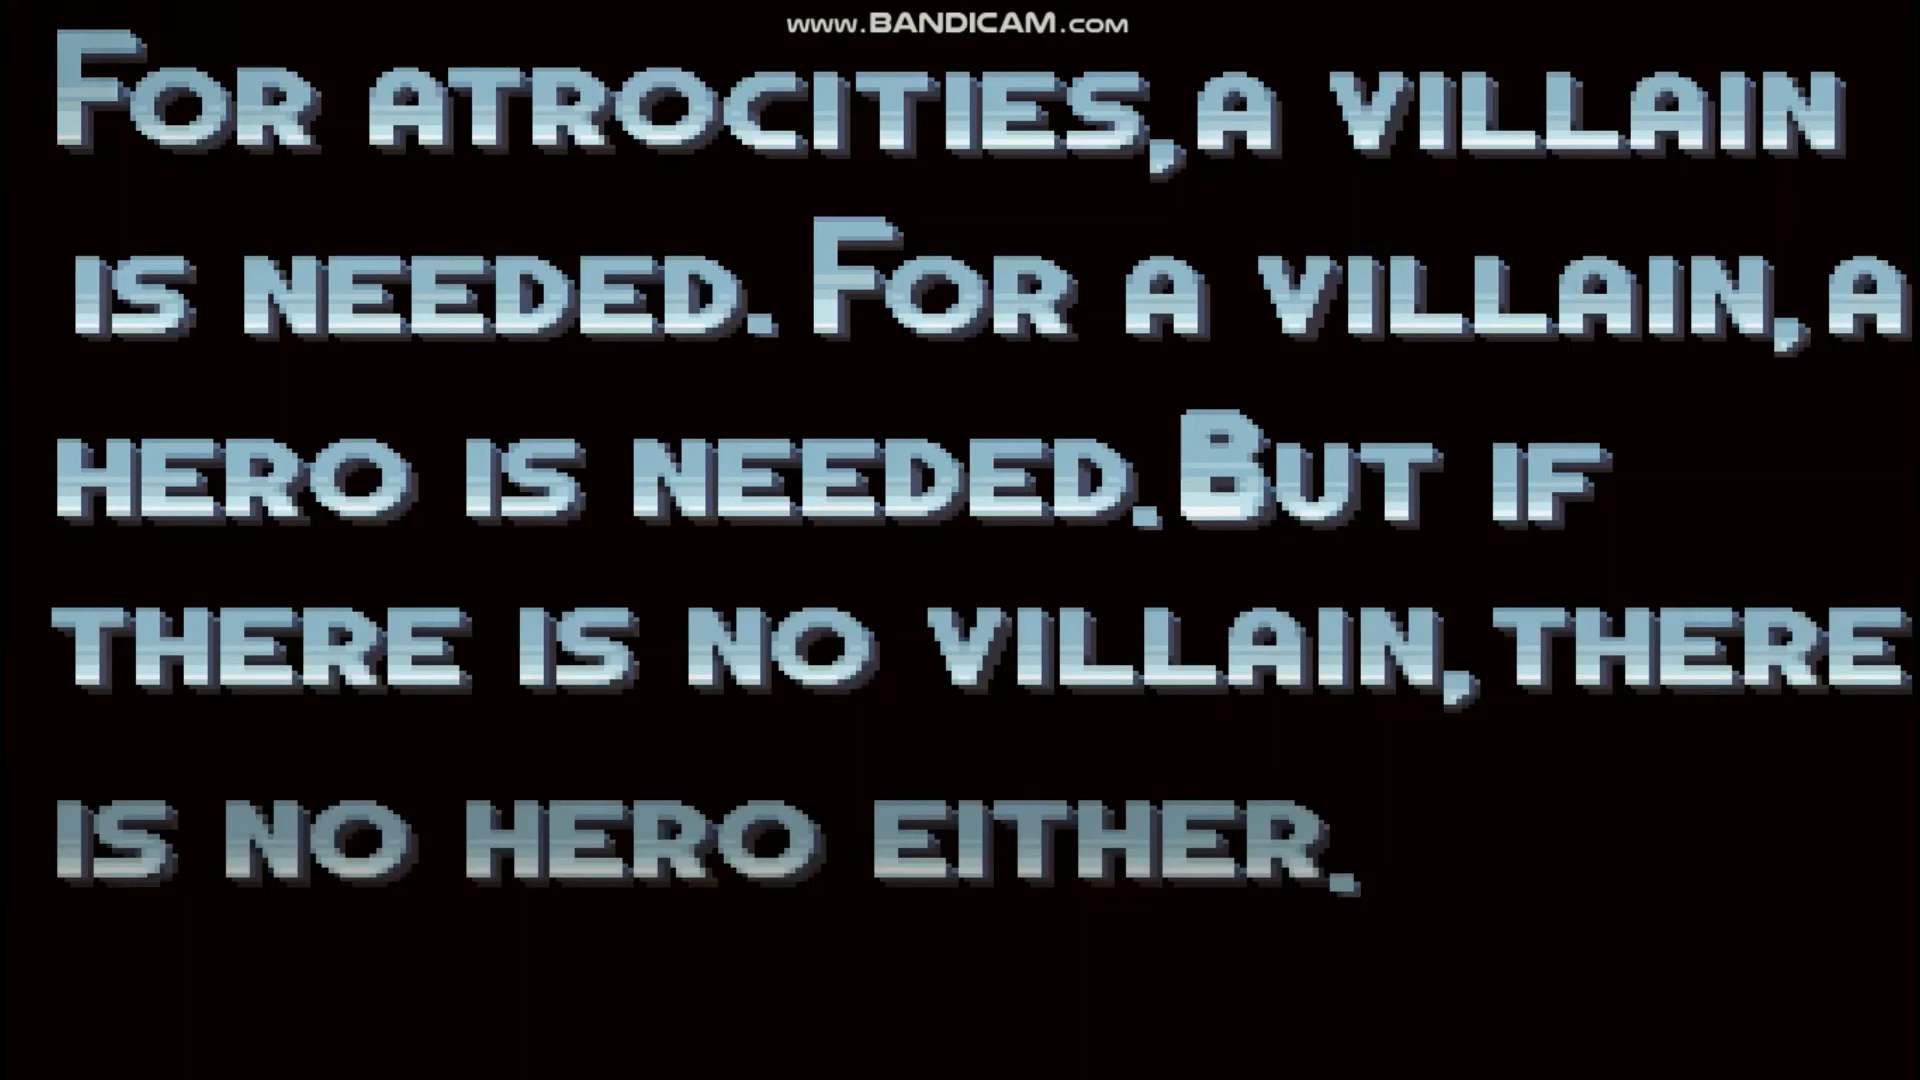 www.BANDICAM.com
For atrocities, a villain
is needed. For a villain, a
hero is needed. But if
there is no villain, there
is no hero either.